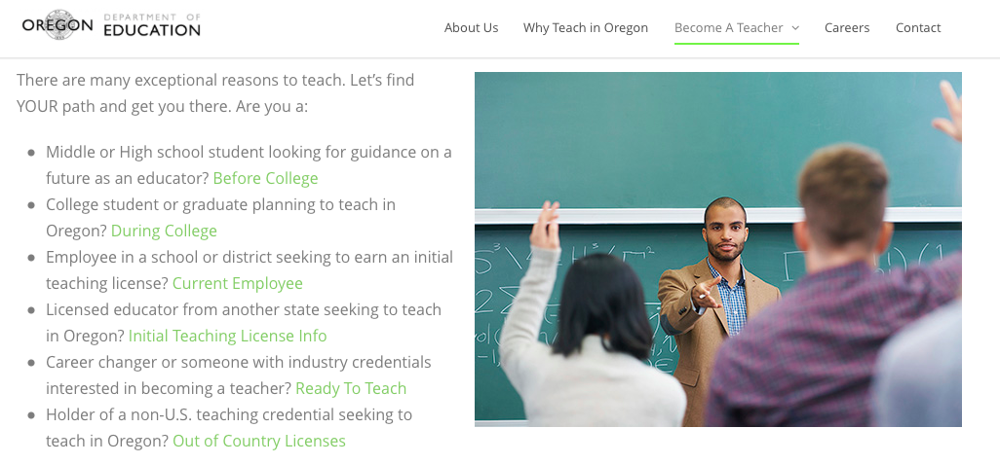 OREGON DEPARTMENT OF EDUCATION
About Us Why Teach in Oregon Become A Teacher Careers Contact
There are many exceptional reasons to teach. Let’s find
YOUR path and get you there. Are you a:
Middle or High school student looking for guidance on a
future as an educator? Before College
College student or graduate planning to teach in
Oregon? During College
Employee in a school or district seeking to earn an initial
teaching license? Current Employee
Licensed educator from another state seeking to teach
in Oregon? Initial Teaching License Info
Career changer or someone with industry credentials
interested in becoming a teacher? Ready To Teach
Holder of a non-U.S. teaching credential seeking to
teach in Oregon? Out of Country Licenses